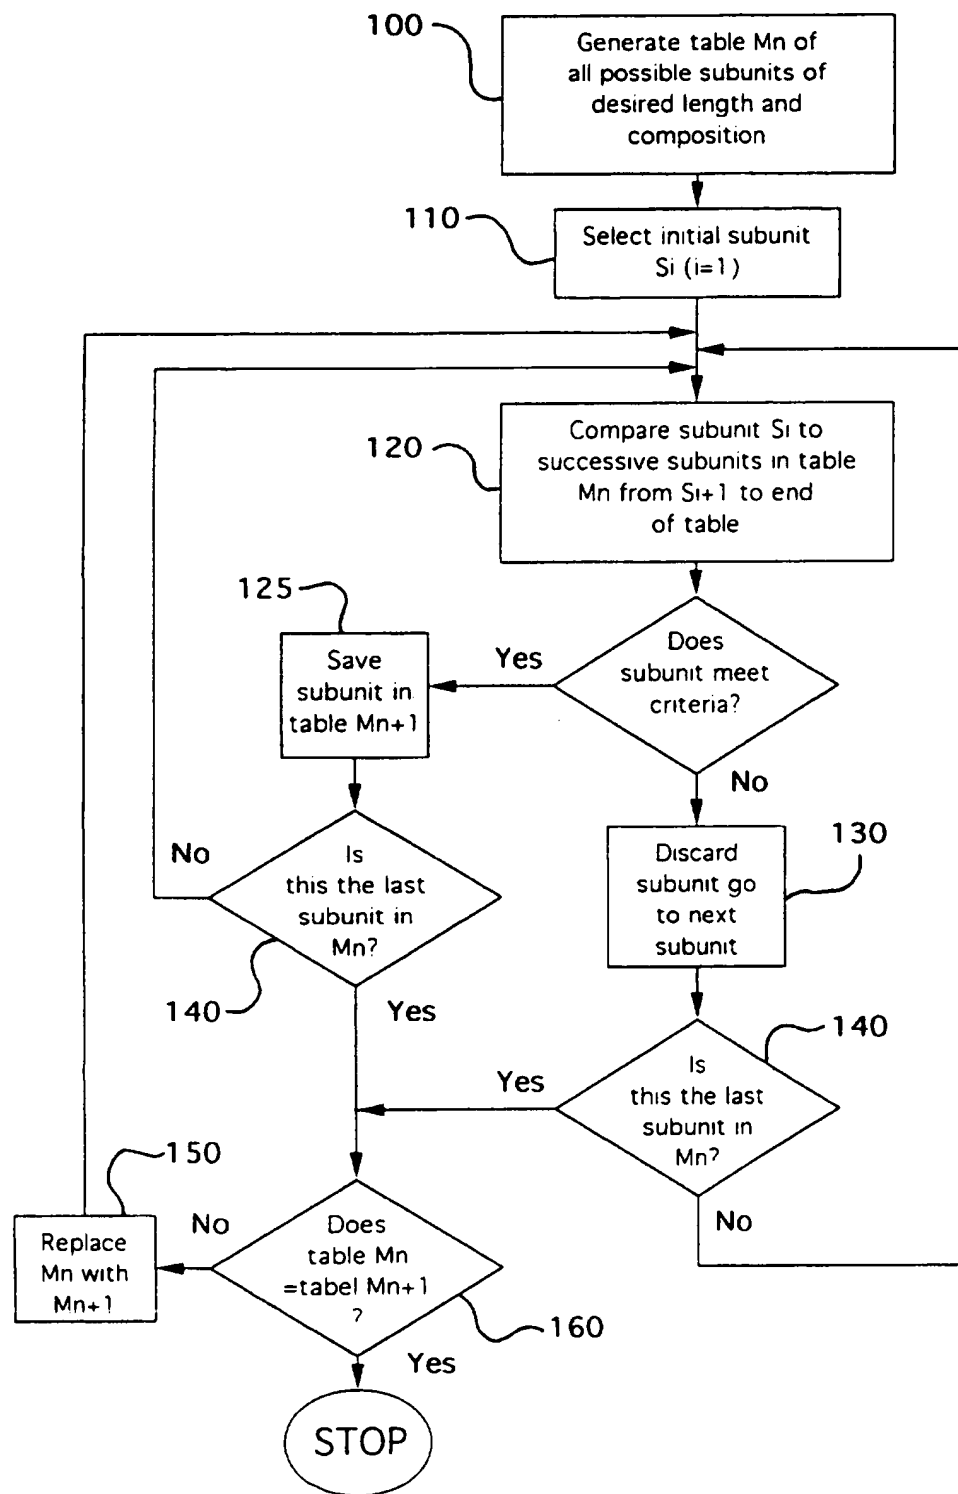 100
Generate table Mn of
all possible subunits of
desired length and
composition
110
Select initial subunit
Si (i=1)
120
Compare subunit Si to
successive subunits in table
Mn from Si+1 to end
of table
125
Save
subunit in
table Mn+1
Yes
Does
subunit meet
criteria?
No
130
Discard
subunit go
to next
subunit
No
Is
this the last
subunit in
Mn?
140
Yes
140
Is
this the last
subunit in
Mn?
Yes
No
150
Replace
Mn with
Mn+1
No
Does
table Mn
=tabel Mn+1
?
160
Yes
STOP